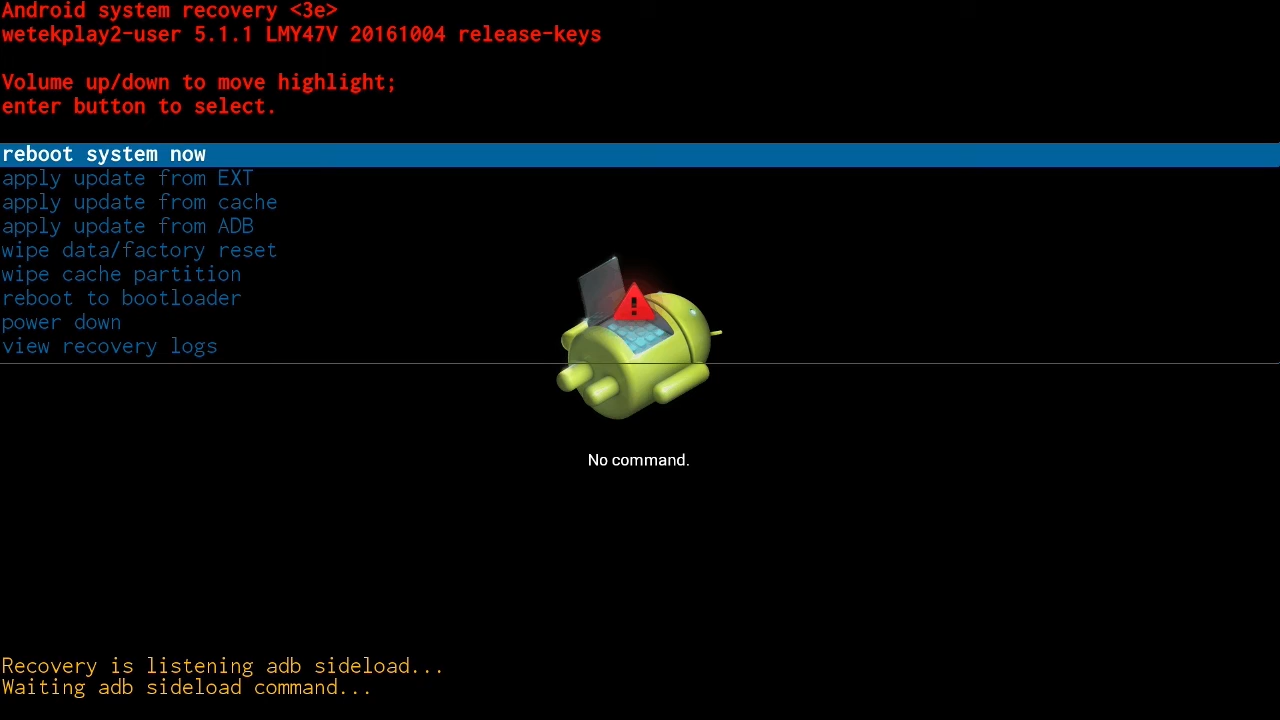 Android system recovery <3e>
wetekplay2-user 5.1.1 LMY47V 20161004 release-keys
Volume up/down to move highlight;
enter button to select.
reboot system now
apply update from EXT
apply update from cache
apply update from ADB
wipe data/factory reset
wipe cache partition
reboot to bootloader
power down
view recovery logs
No command.
Recovery is listening adb sideload...
Waiting adb sideload command...